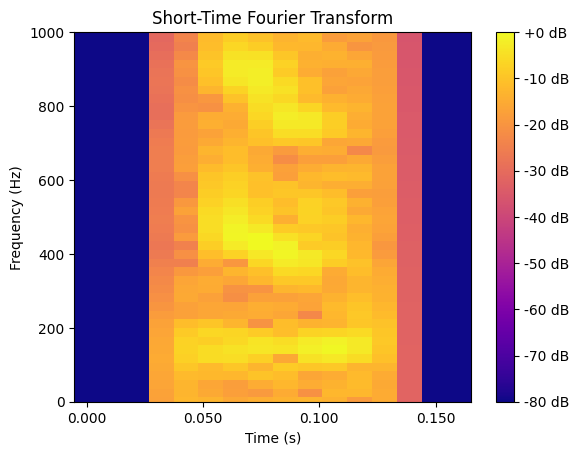 Short-Time Fourier Transform
Frequency (Hz)
1000
800
600
400
200
0
0.000
0.050
0.100
0.150
Time (s)
+0 dB
-10 dB
-20 dB
-30 dB
-40 dB
-50 dB
-60 dB
-70 dB
-80 dB